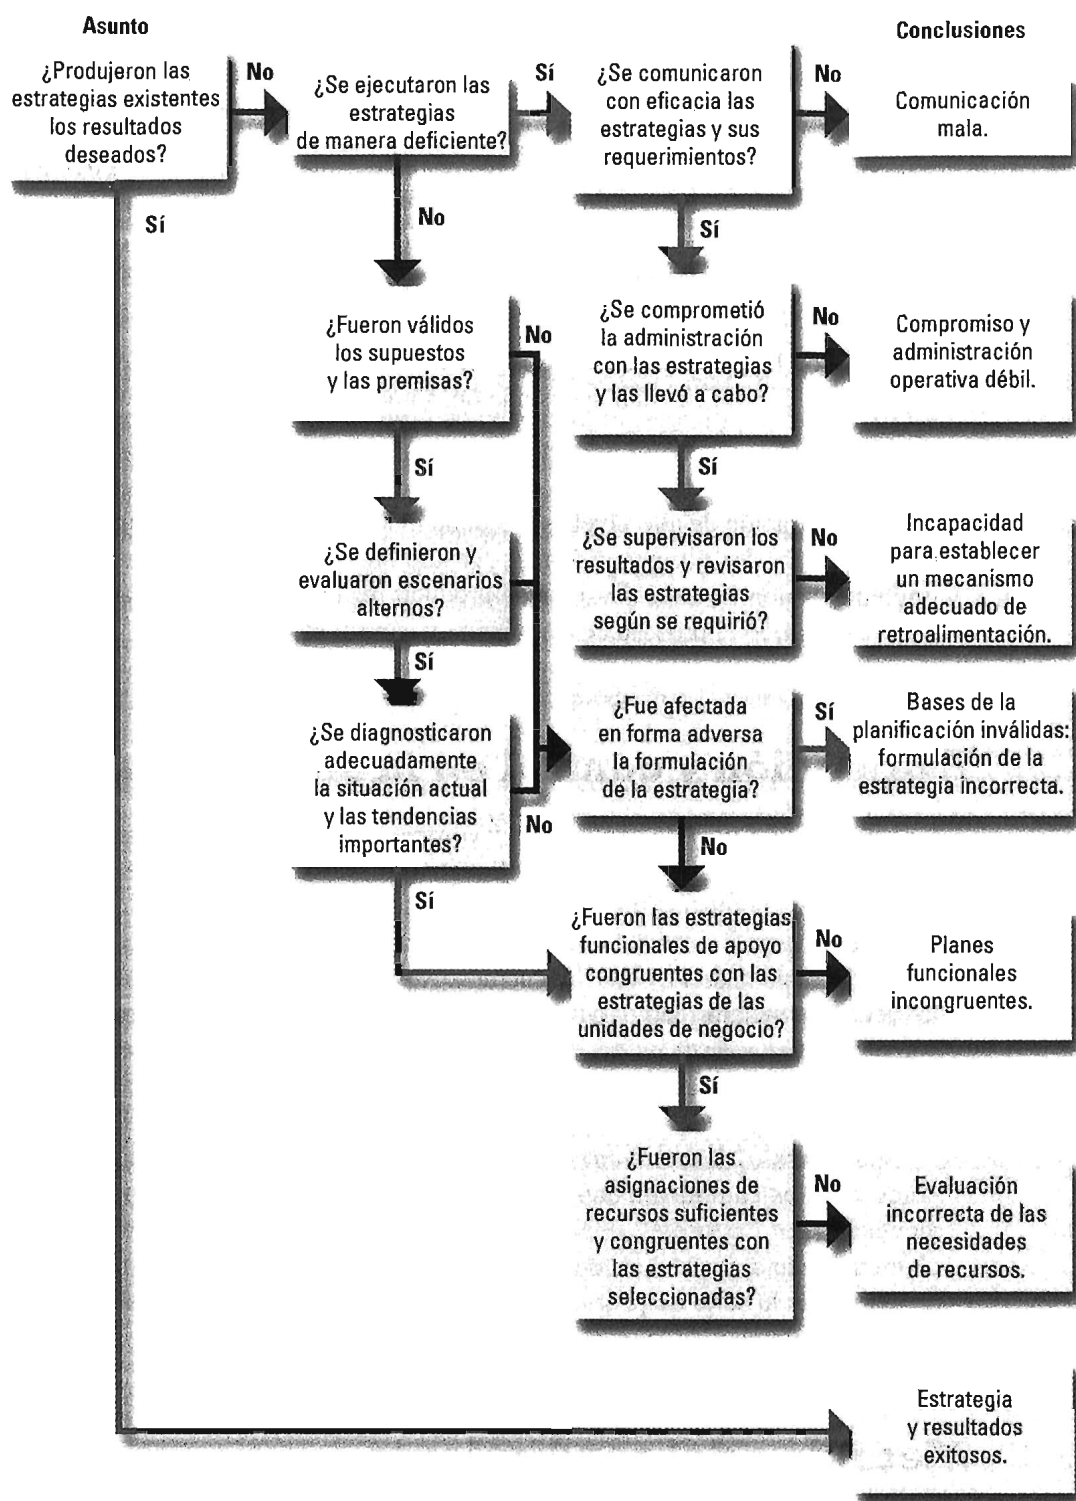 Asunto
Conclusiones
¿Produjeron las
estrategias existentes
los resultados
deseados?
No
¿Se ejecutaron las
estrategias
de manera deficiente?
Sí
¿Se comunicaron
con eficacia las
estrategias y sus
requerimientos?
No
Comunicación
mala.
Sí
No
Sí
¿Fueron válidos
los supuestos
y las premisas?
No
¿Se comprometió
la administración
con las estrategias
y las llevó a cabo?
No
Compromiso y
administración
operativa débil.
Sí
Sí
¿Se definieron y
evaluaron escenarios
alternos?
¿Se supervisaron los
resultados y revisaron
las estrategias
según se requirió?
No
Incapacidad
para establecer
un mecanismo
adecuado de
retroalimentación.
Sí
¿Se diagnosticaron
adecuadamente
la situación actual
y las tendencias
importantes?
No
¿Fue afectada
en forma adversa
la formulación
de la estrategia?
Sí
Bases de la
planificación inválidas:
formulación de la
estrategia incorrecta.
Sí
No
¿Fueron las estrategias
funcionales de apoyo
congruentes con las
estrategias de las
unidades de negocio?
No
Planes
funcionales
incongruentes.
Sí
¿Fueron las
asignaciones de
recursos suficientes
y congruentes con
las estrategias
seleccionadas?
No
Evaluación
incorrecta de las
necesidades
de recursos.
Estrategia
y resultados
exitosos.